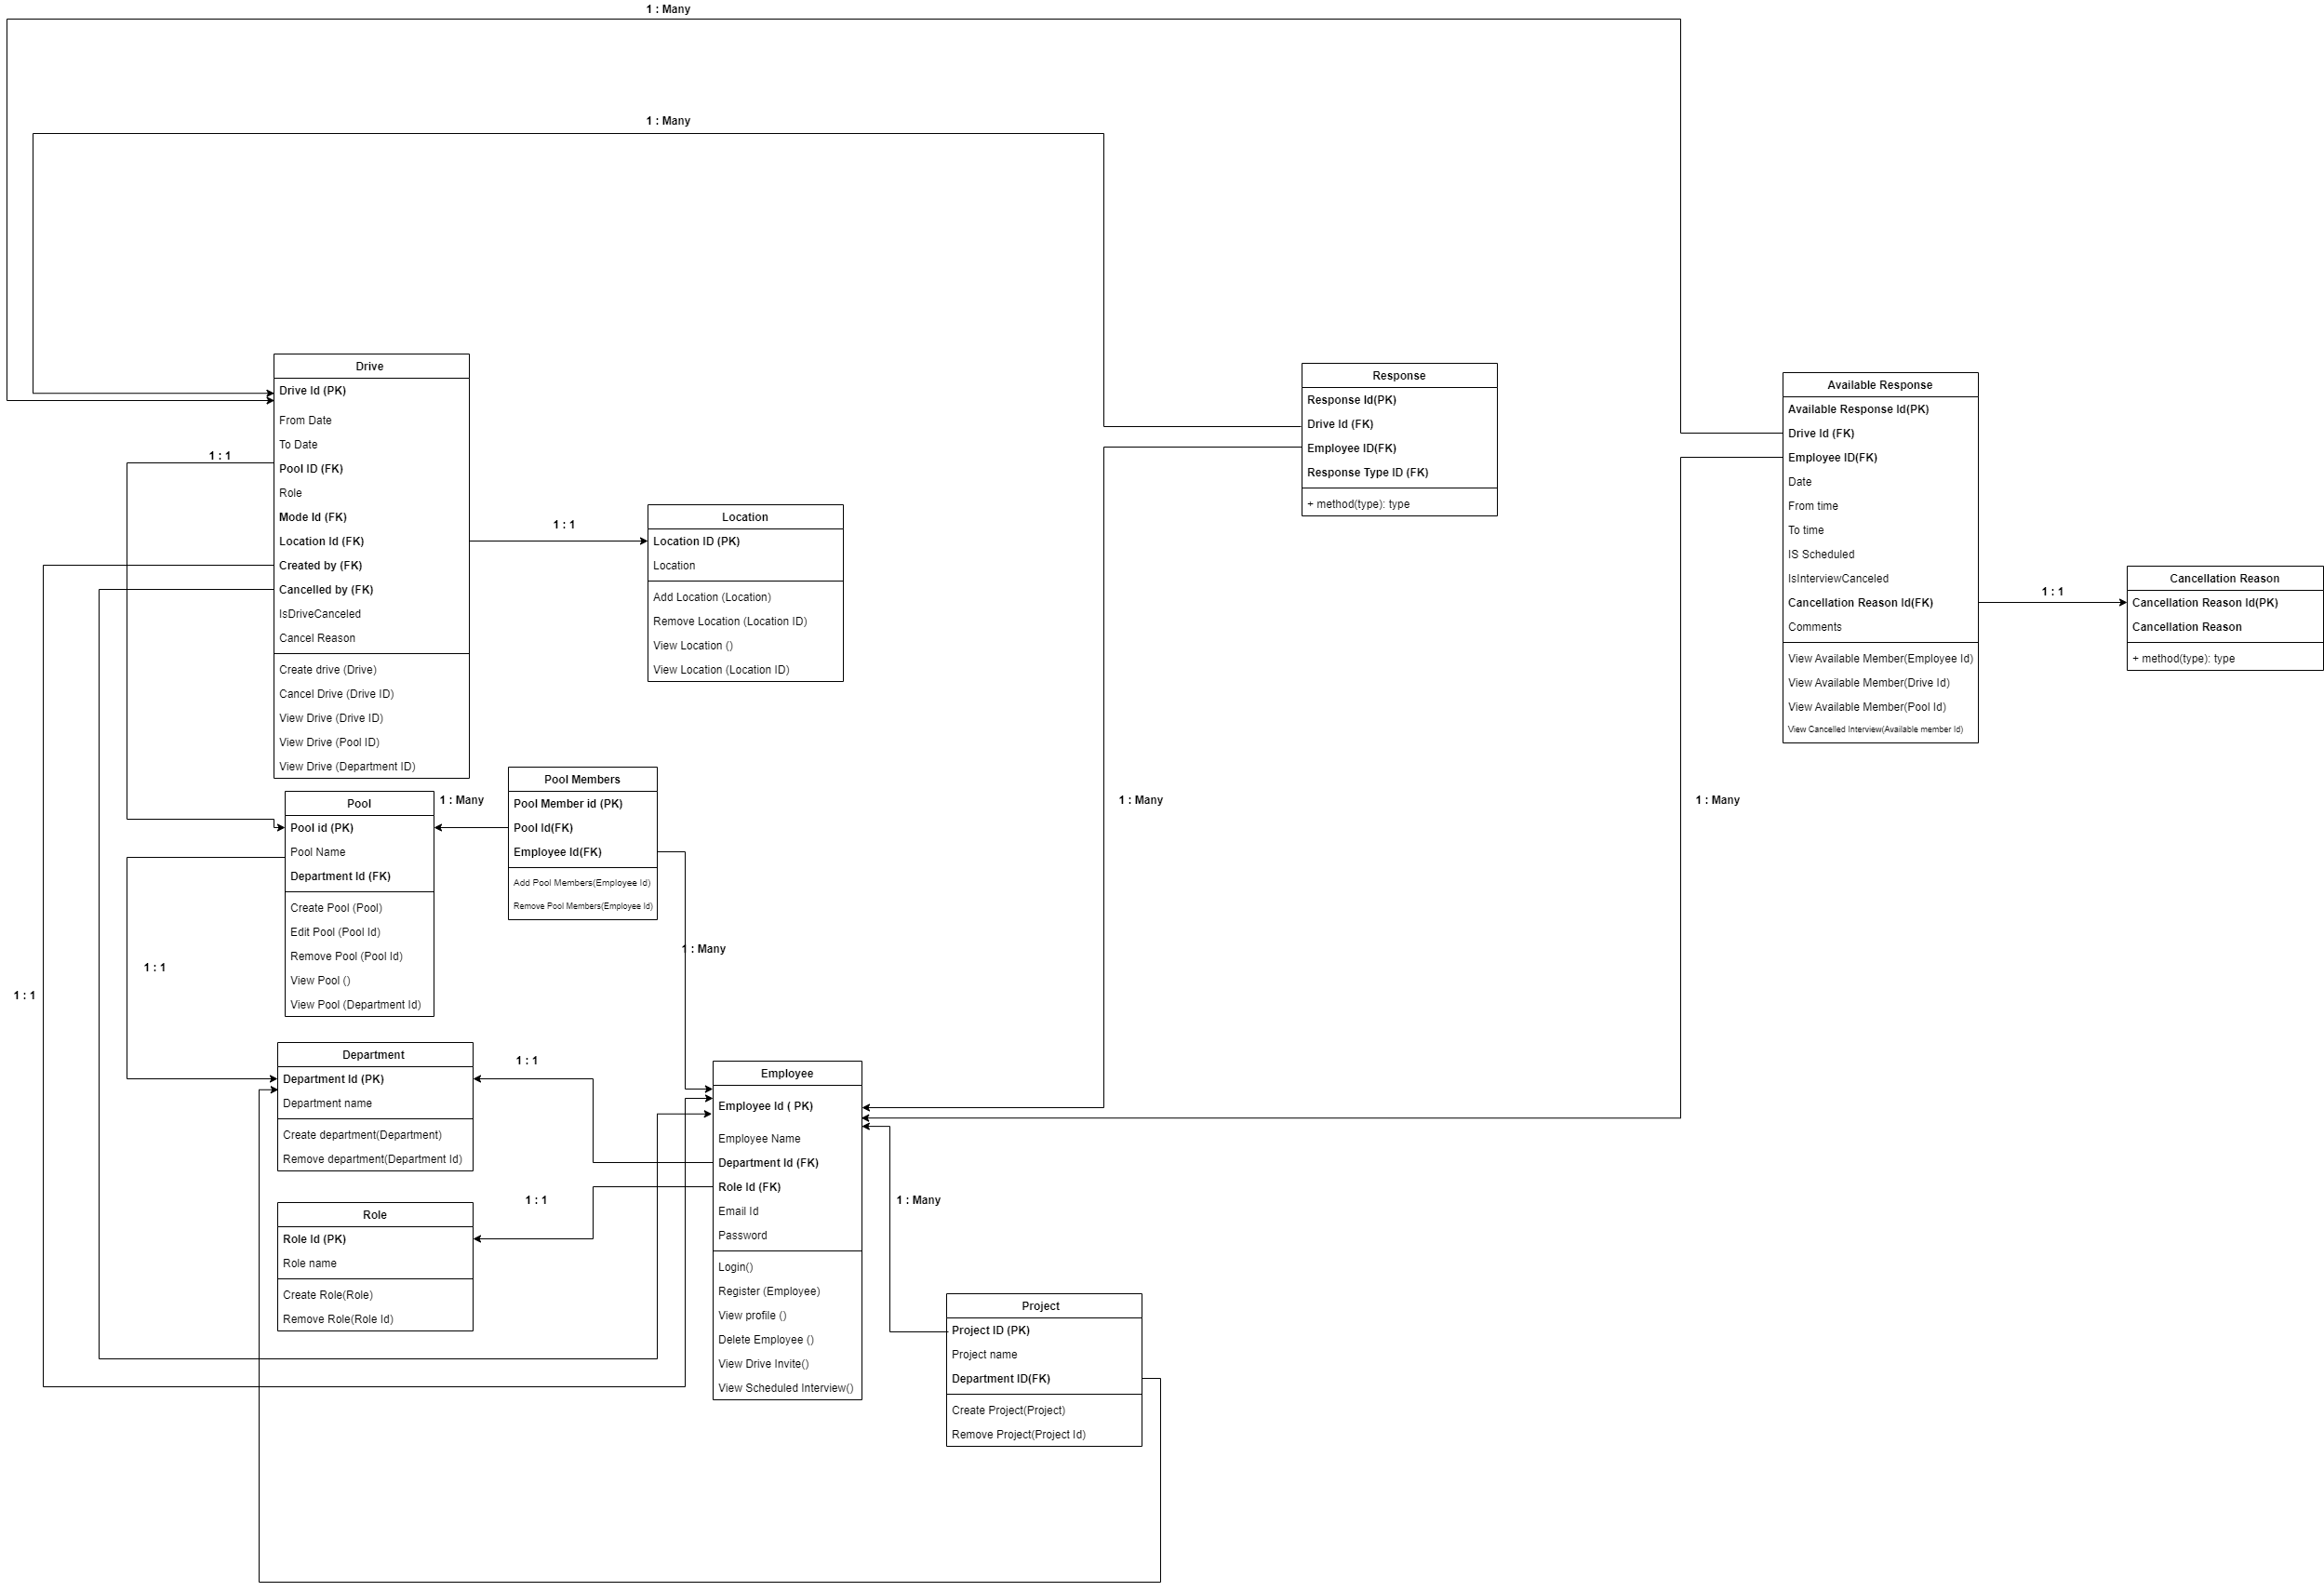 1 : Many
1 : Many
Drive
Drive Id (PK)
From Date
To Date
Pool ID (FK)
Role
Mode Id (FK)
Location Id (FK)
Created by (FK)
Cancelled by (FK)
IsDriveCanceled
Cancel Reason
Create drive (Drive)
Cancel Drive (Drive ID)
View Drive (Drive ID)
View Drive (Pool ID)
View Drive (Department ID)
1 : 1
1 : 1
Location
Location ID (PK)
Location
Add Location (Location)
Remove Location (Location ID)
View Location ()
View Location (Location ID)
Response
Response Id(PK)
Drive Id (FK)
Employee ID(FK)
Response Type ID (FK)
+ method(type): type
Available Response
Available Response Id(PK)
Drive Id (FK)
Employee ID(FK)
Date
From time
To time
IS Scheduled
IsInterviewCanceled
Cancellation Reason Id(FK)
Comments
View Available Member(Employee Id)
View Available Member(Drive Id)
View Available Member(Pool Id)
View Cancelled Interview(Available member Id)
1 : 1
Cancellation Reason
Cancellation Reason Id(PK)
Cancellation Reason
+ method(type): type
Pool
Pool id (PK)
Pool Name
Department Id (FK)
Create Pool (Pool)
Edit Pool (Pool Id)
Remove Pool (Pool Id)
View Pool ()
View Pool (Department Id)
1 : Many
Pool Members
Pool Member id (PK)
Pool Id(FK)
Employee Id(FK)
Add Pool Members(Employee Id)
Remove Pool Members(Employee Id)
1 : Many
1 : Many
1 : Many
1 : 1
1 : 1
Department
Department Id (PK)
Department name
Create department(Department)
Remove department(Department Id)
1 : 1
Role
Role Id (PK)
Role name
Create Role(Role)
Remove Role(Role Id)
1 : 1
Employee
Employee Id ( PK)
Employee Name
Department Id (FK)
Role Id (FK)
Email Id
Password
Login()
Register (Employee)
View profile ()
Delete Employee ()
View Drive Invite()
View Scheduled Interview()
1 : Many
Project
Project ID (PK)
Project name
Department ID(FK)
Create Project(Project)
Remove Project(Project Id)